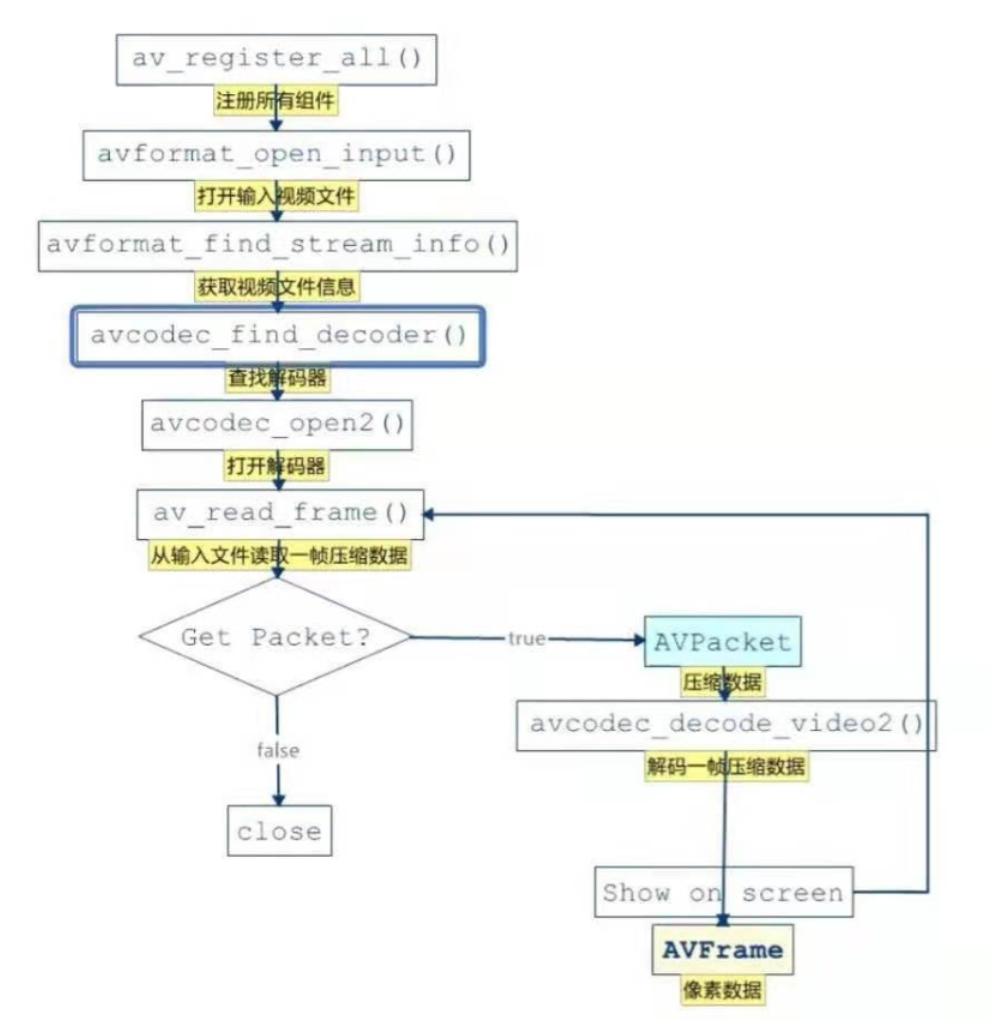 av_register_all()
注册所有组件
avformat_open_input()
打开输入视频文件
avformat_find_stream_info()
获取视频文件信息
avcodec_find_decoder()
查找解码器
avcodec_open2()
打开解码器
av_read_frame()
从输入文件读取一帧压缩数据
Get Packet?
true
AVPacket
压缩数据
avcodec_decode_video2()
解码一帧压缩数据
false
close
Show on screen
AVFrame
像素数据